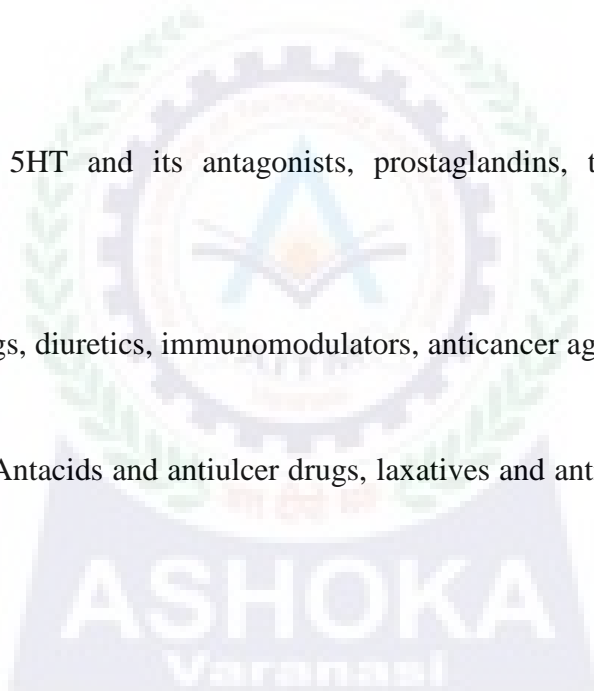 5HT and its antagonists, prostaglandins, t
gs, diuretics, immunomodulators, anticancer ag
Antacids and antiulcer drugs, laxatives and ant
ASHOKA
Varanasi